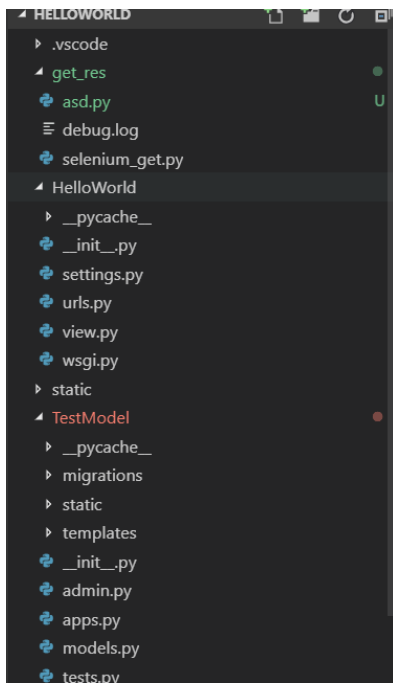 HELLOWORLD
.vscode
get_res
asd.py U
debug.log
selenium_get.py
HelloWorld
__pycache__
__init__.py
settings.py
urls.py
view.py
wsgi.py
static
TestModel
__pycache__
migrations
static
templates
__init__.py
admin.py
apps.py
models.py
tests.py